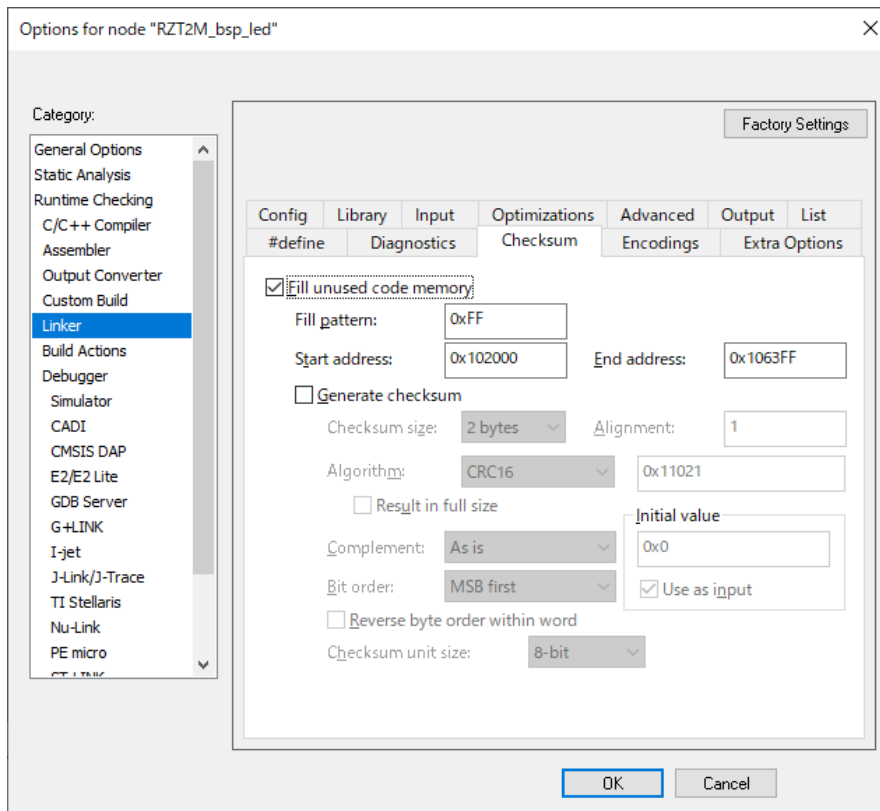 Options for node "RZT2M_bsp_led"
Category:
General Options
Static Analysis
Runtime Checking
C/C++ Compiler
Assembler
Output Converter
Custom Build
Linker
Build Actions
Debugger
Simulator
CADI
CMSIS DAP
E2/E2 Lite
GDB Server
G+LINK
I-jet
J-Link/J-Trace
TI Stellaris
Nu-Link
PE micro
Factory Settings
Config Library Input Optimizations Advanced Output List
#define Diagnostics Checksum Encodings Extra Options
Fill unused code memory
Fill pattern: 0xFF
Start address: 0x102000 End address: 0x1063FF
Generate checksum
Checksum size: 2 bytes Alignment: 1
Algorithm: CRC16 0x11021
Result in full size
Initial value
Complement: As is 0x0
Bit order: MSB first Use as input
Reverse byte order within word
Checksum unit size: 8-bit
OK Cancel